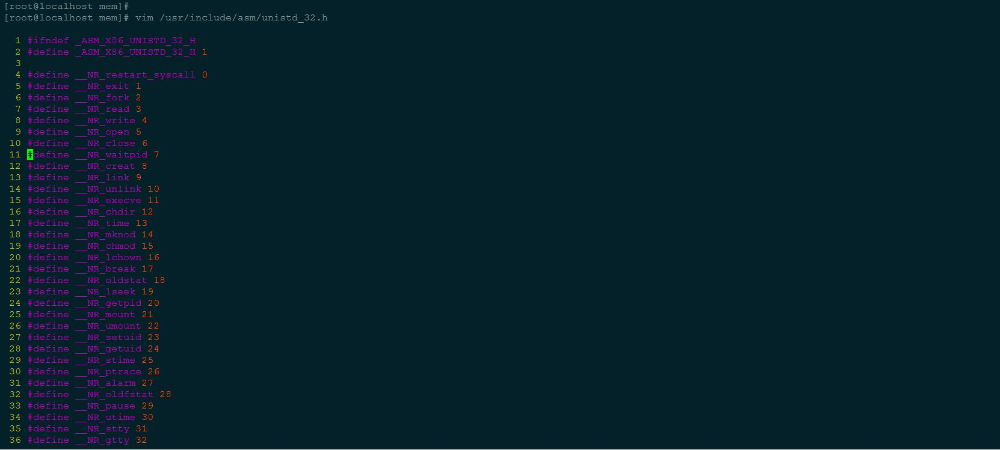 [root@localhost mem]#
[root@localhost mem]# vim /usr/include/asm/unistd_32.h
1 #ifndef _ASM_X86_UNISTD_32_H
2 #define _ASM_X86_UNISTD_32_H 1
3
4 #define __NR_restart_syscall 0
5 #define __NR_exit 1
6 #define __NR_fork 2
7 #define __NR_read 3
8 #define __NR_write 4
9 #define __NR_open 5
10 #define __NR_close 6
11 #define __NR_waitpid 7
12 #define __NR_creat 8
13 #define __NR_link 9
14 #define __NR_unlink 10
15 #define __NR_execve 11
16 #define __NR_chdir 12
17 #define __NR_time 13
18 #define __NR_mknod 14
19 #define __NR_chmod 15
20 #define __NR_lchown 16
21 #define __NR_break 17
22 #define __NR_oldstat 18
23 #define __NR_lseek 19
24 #define __NR_getpid 20
25 #define __NR_mount 21
26 #define __NR_umount 22
27 #define __NR_setuid 23
28 #define __NR_getuid 24
29 #define __NR_stime 25
30 #define __NR_ptrace 26
31 #define __NR_alarm 27
32 #define __NR_oldfstat 28
33 #define __NR_pause 29
34 #define __NR_utime 30
35 #define __NR_stty 31
36 #define __NR_gtty 32